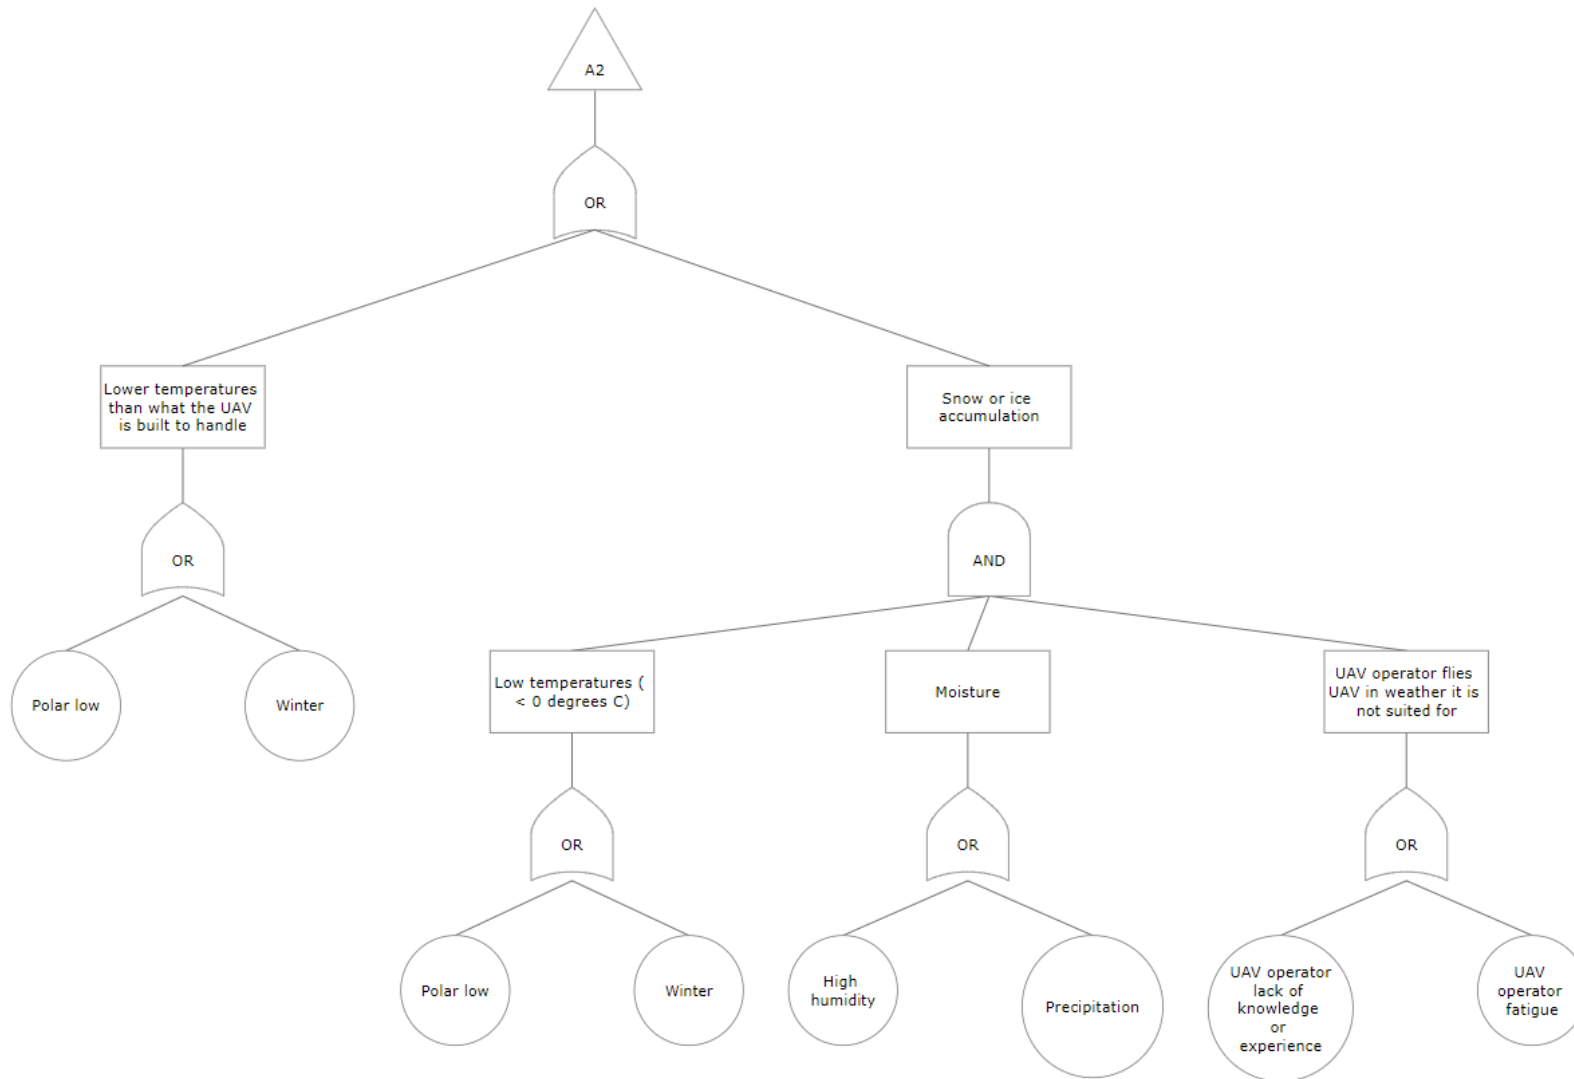 A2
OR
Lower temperatures
than what the UAV
is built to handle
Snow or ice
accumulation
OR
AND
Polar low
Winter
Low temperatures (
< 0 degrees C)
Moisture
UAV operator flies
UAV in weather it is
not suited for
OR
OR
OR
Polar low
Winter
High
humidity
Precipitation
UAV operator
lack of
knowledge
or
experience
UAV
operator
fatigue